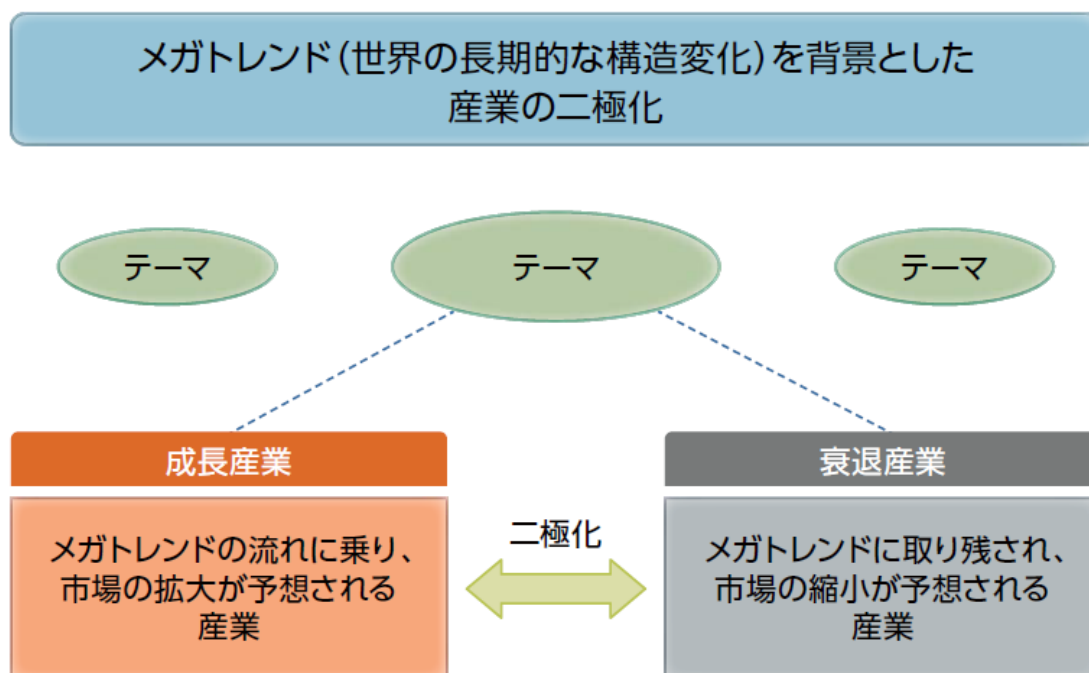 メガトレンド(世界の長期的な構造変化)を背景とした
産業の二極化
テーマ
テーマ
テーマ
成長産業
メガトレンドの流れに乗り、
市場の拡大が予想される
産業
二極化
衰退産業
メガトレンドに取り残され、
市場の縮小が予想される
産業